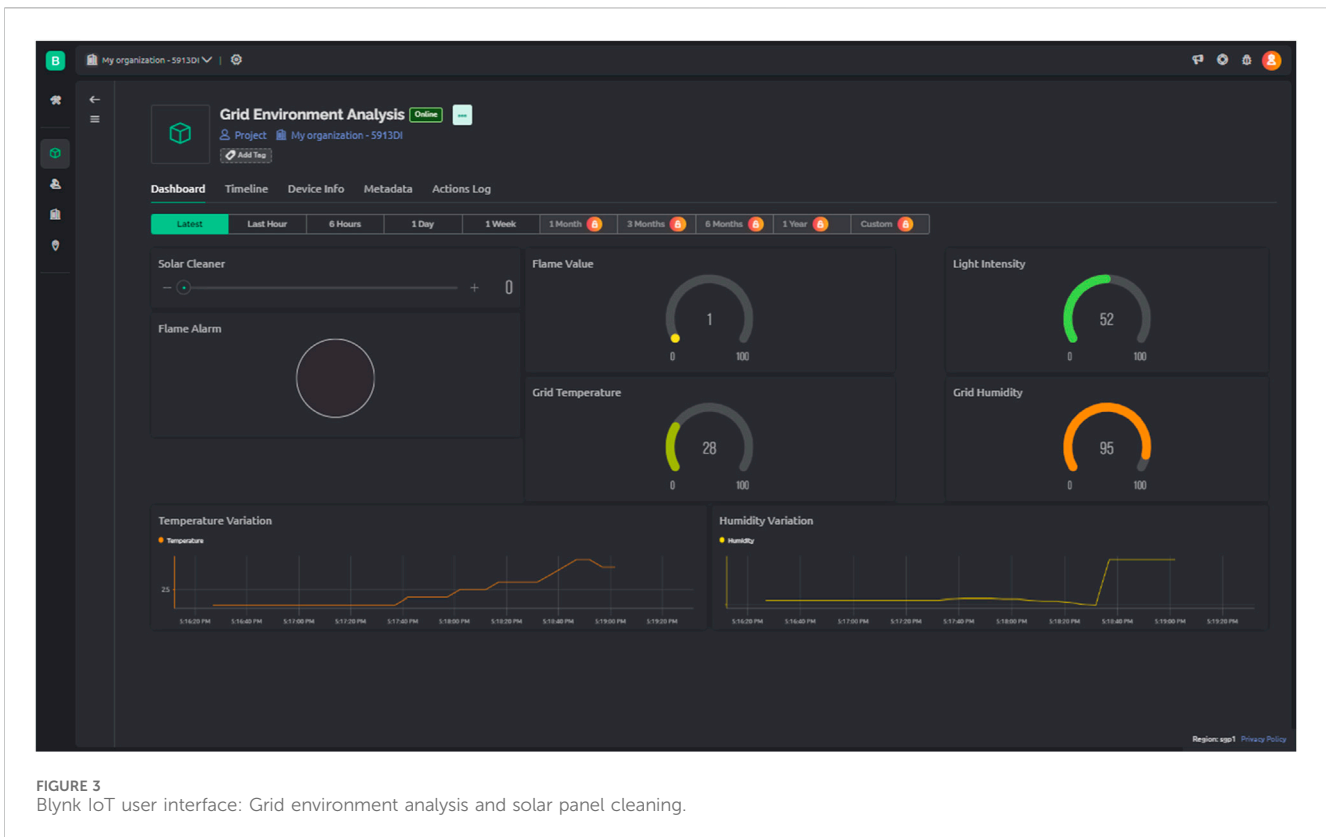 B My organization - 5913DI |
Grid Environment Analysis Online ...
Project My organization - 5913DI
Add Tag
Dashboard Timeline Device Info Metadata Actions Log
Latest Last Hour 6 Hours 1 Day 1 Week 1 Month 3 Months 6 Months 1 Year Custom
Solar Cleaner
− + 0
Flame Alarm
Flame Value
1
0 100
Light Intensity
52
0 100
Grid Temperature
28
0 100
Grid Humidity
95
0 100
Temperature Variation
Temperature
25
5:16:20 PM 5:16:40 PM 5:17:00 PM 5:17:20 PM 5:17:40 PM 5:18:00 PM 5:18:20 PM 5:18:40 PM 5:19:00 PM 5:19:20 PM
Humidity Variation
Humidity
5:16:20 PM 5:16:40 PM 5:17:00 PM 5:17:20 PM 5:17:40 PM 5:18:00 PM 5:18:20 PM 5:18:40 PM 5:19:00 PM 5:19:20 PM
Region: sgp1 Privacy Policy
FIGURE 3
Blynk IoT user interface: Grid environment analysis and solar panel cleaning.